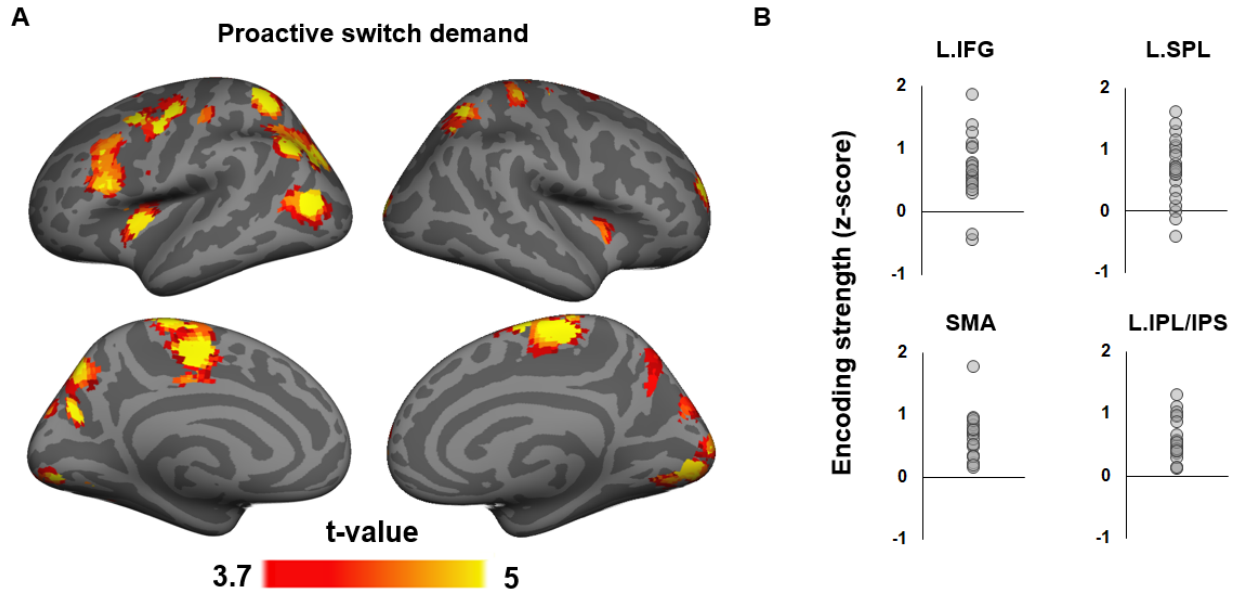 A
Proactive switch demand
t-value
3.7
5
B
Encoding strength (z-score)
L.IFG
2
1
0
-1
L.SPL
2
1
0
-1
SMA
2
1
0
-1
L.IPL/IPS
2
1
0
-1